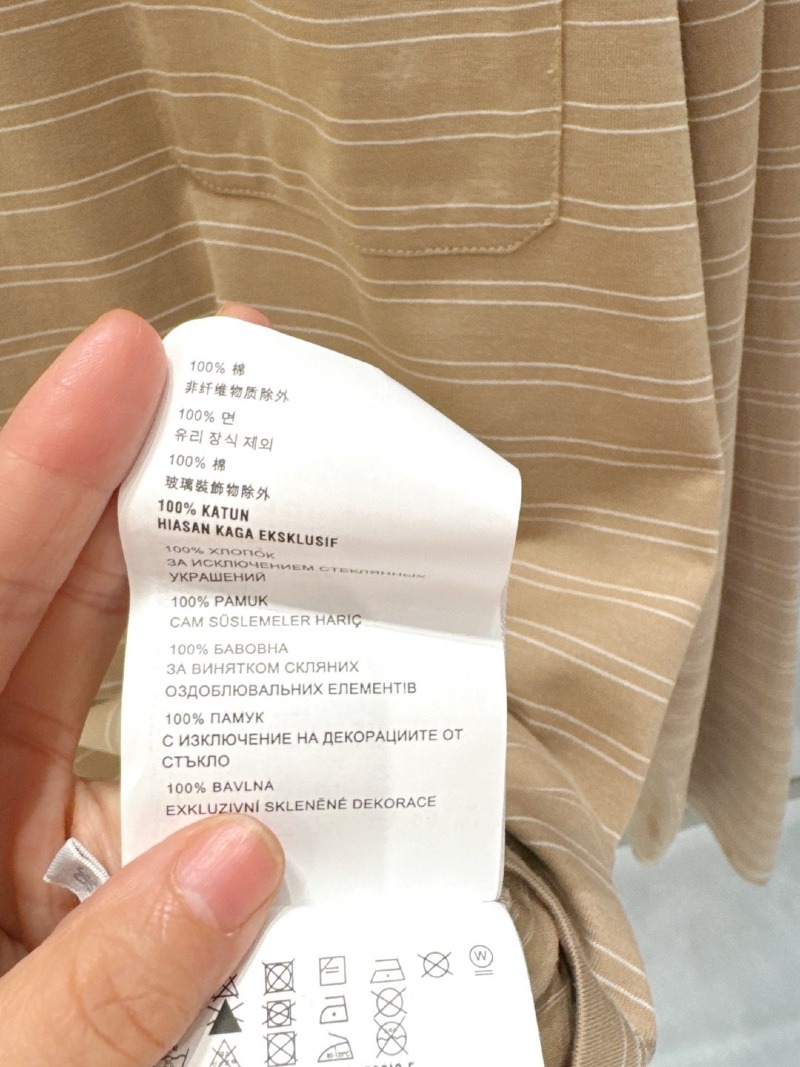 100% 棉
非纤维物质除外
100% 면
유리 장식 제외
100% 棉
玻璃裝飾物除外
100% KATUN
HIASAN KACA EKSKLUSIF
100% ХЛОПОК
ЗА ИСКЛЮЧЕНИЕМ СТЕКЛЯННЫХ
УКРАШЕНИЙ
100% PAMUK
CAM SÜSLEMELER HARIÇ
100% БАВОВНА
ЗА ВИНЯТКОМ СКЛЯНИХ
ОЗДОБЛЮВАЛЬНИХ ЕЛЕМЕНТІВ
100% ПАМУК
С ИЗКЛЮЧЕНИЕ НА ДЕКОРАЦИИТЕ ОТ
СТЪКЛО
100% BAVLNA
EXKLUZIVNÍ SKLENĚNÉ DEKORACE
W